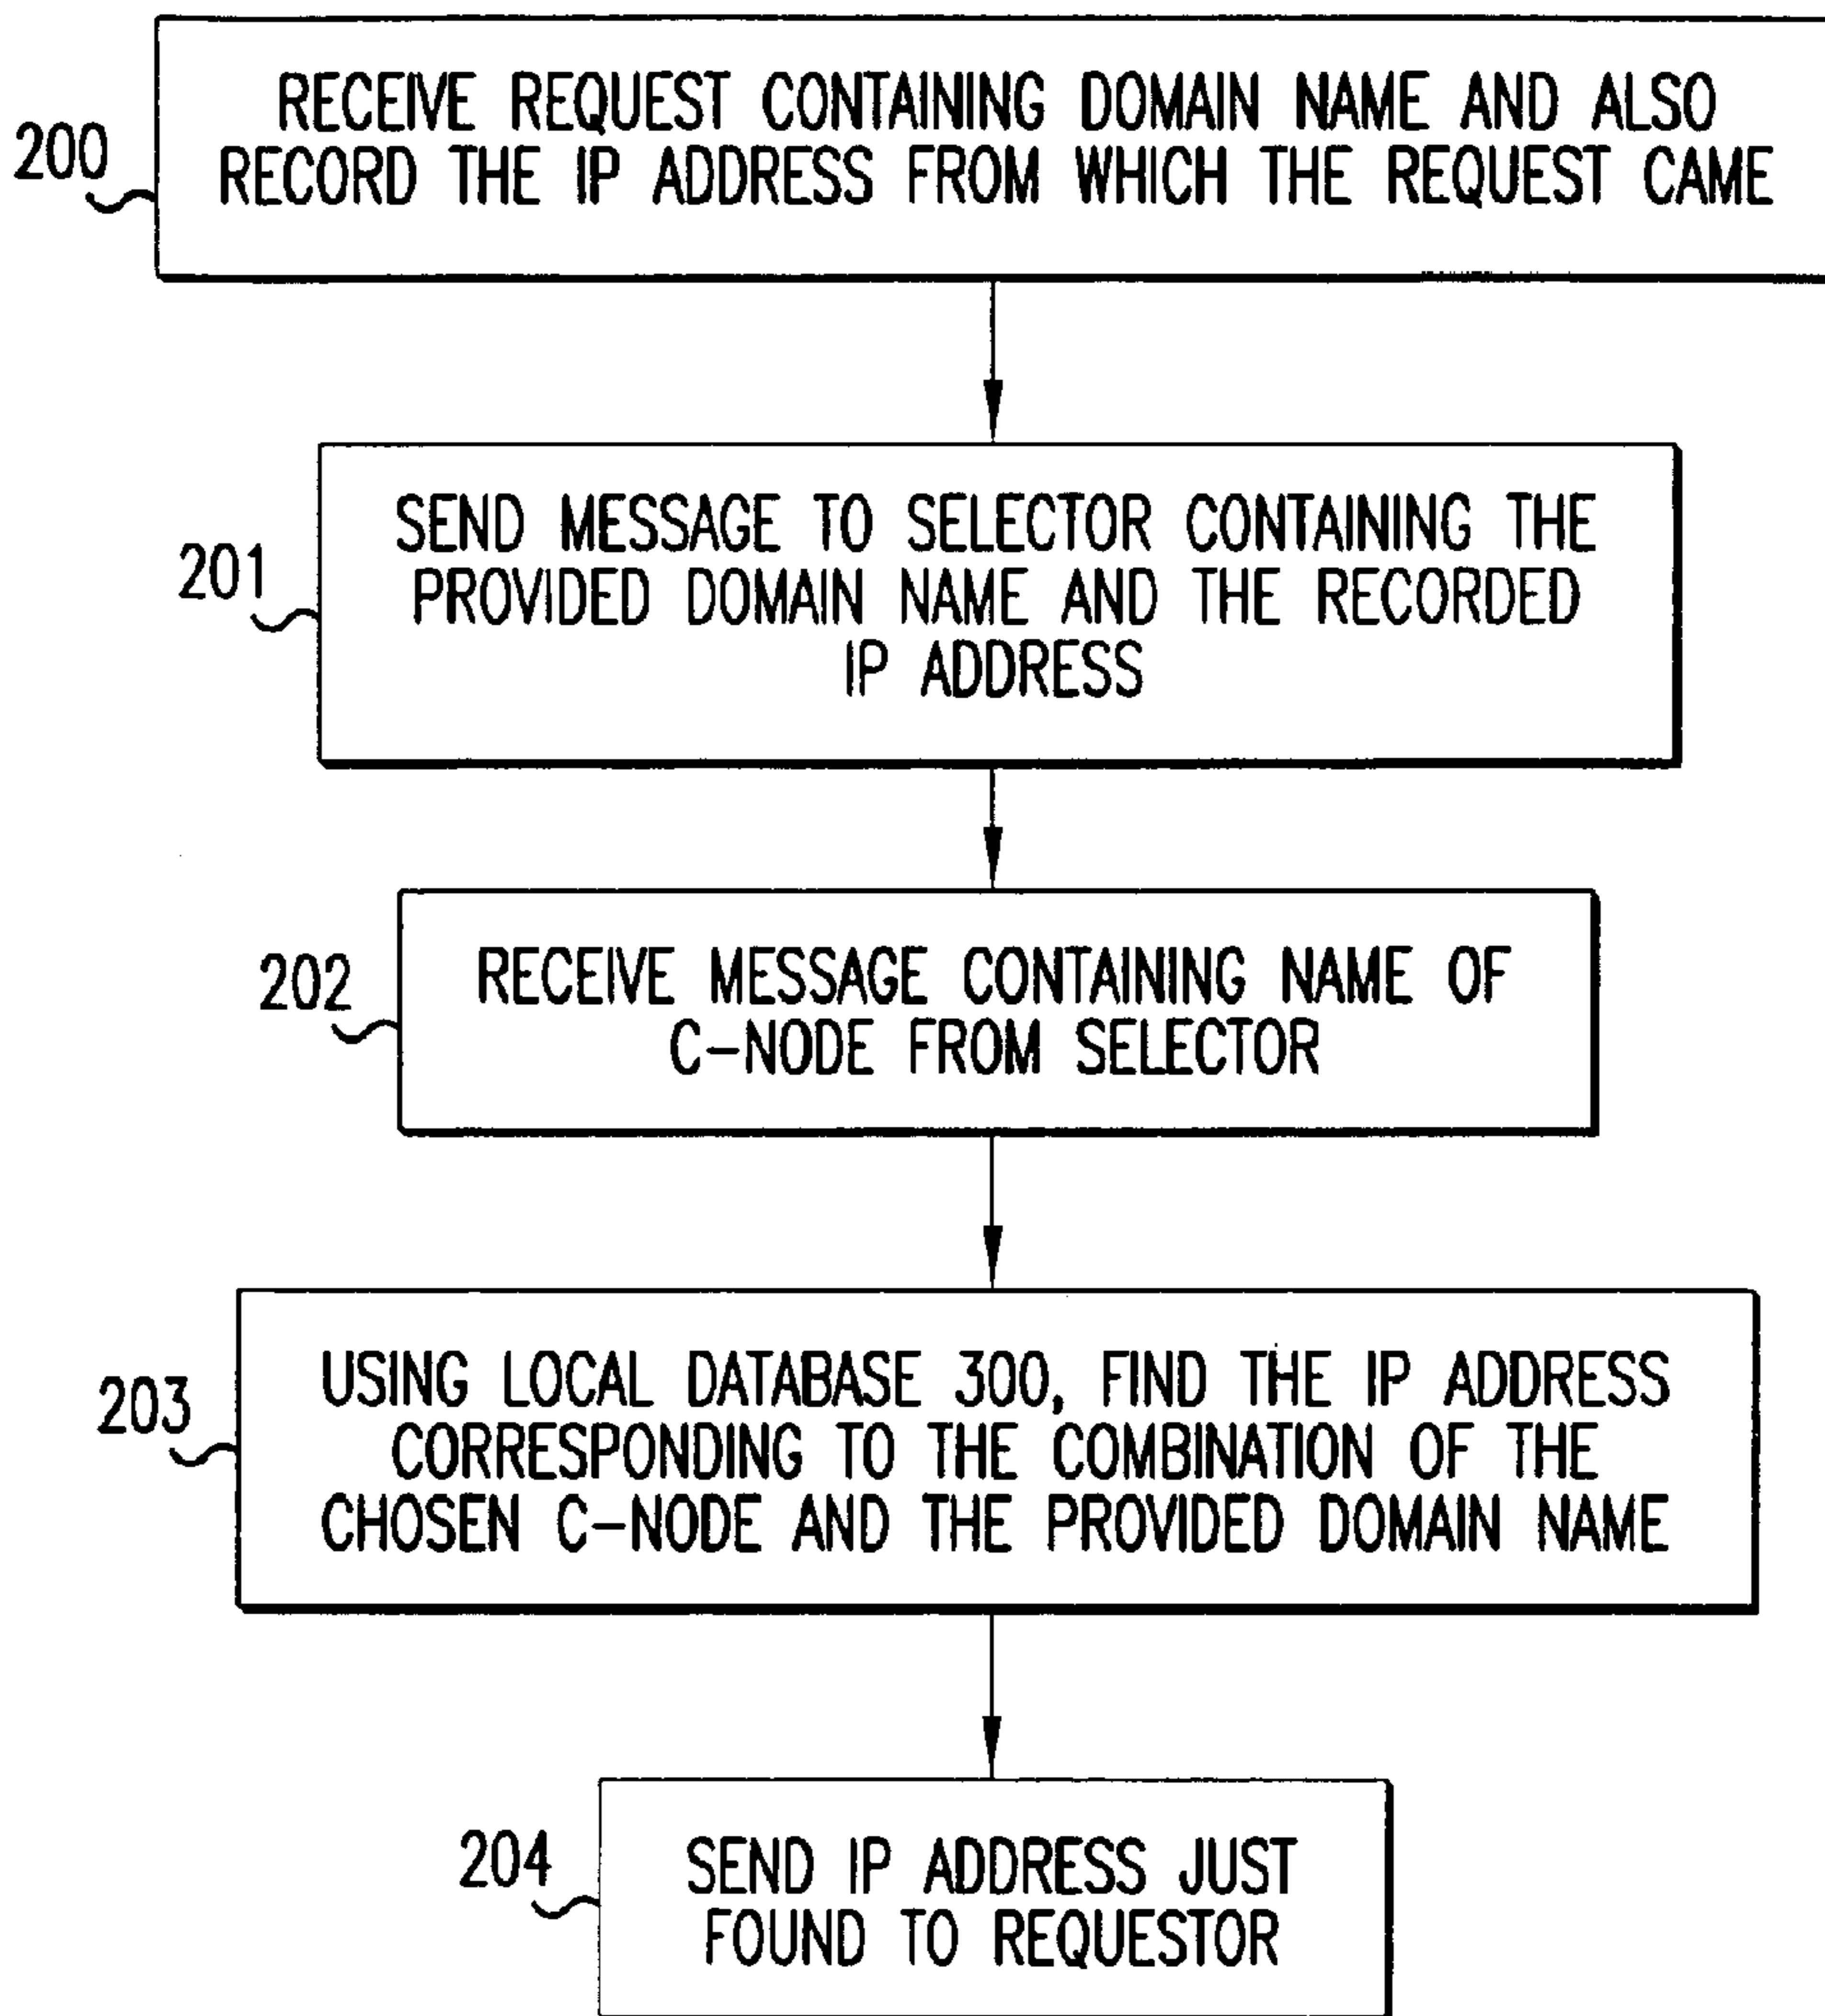 200
RECEIVE REQUEST CONTAINING DOMAIN NAME AND ALSO
RECORD THE IP ADDRESS FROM WHICH THE REQUEST CAME
201
SEND MESSAGE TO SELECTOR CONTAINING THE
PROVIDED DOMAIN NAME AND THE RECORDED
IP ADDRESS
202
RECEIVE MESSAGE CONTAINING NAME OF
C-NODE FROM SELECTOR
203
USING LOCAL DATABASE 300, FIND THE IP ADDRESS
CORRESPONDING TO THE COMBINATION OF THE
CHOSEN C-NODE AND THE PROVIDED DOMAIN NAME
204
SEND IP ADDRESS JUST
FOUND TO REQUESTOR